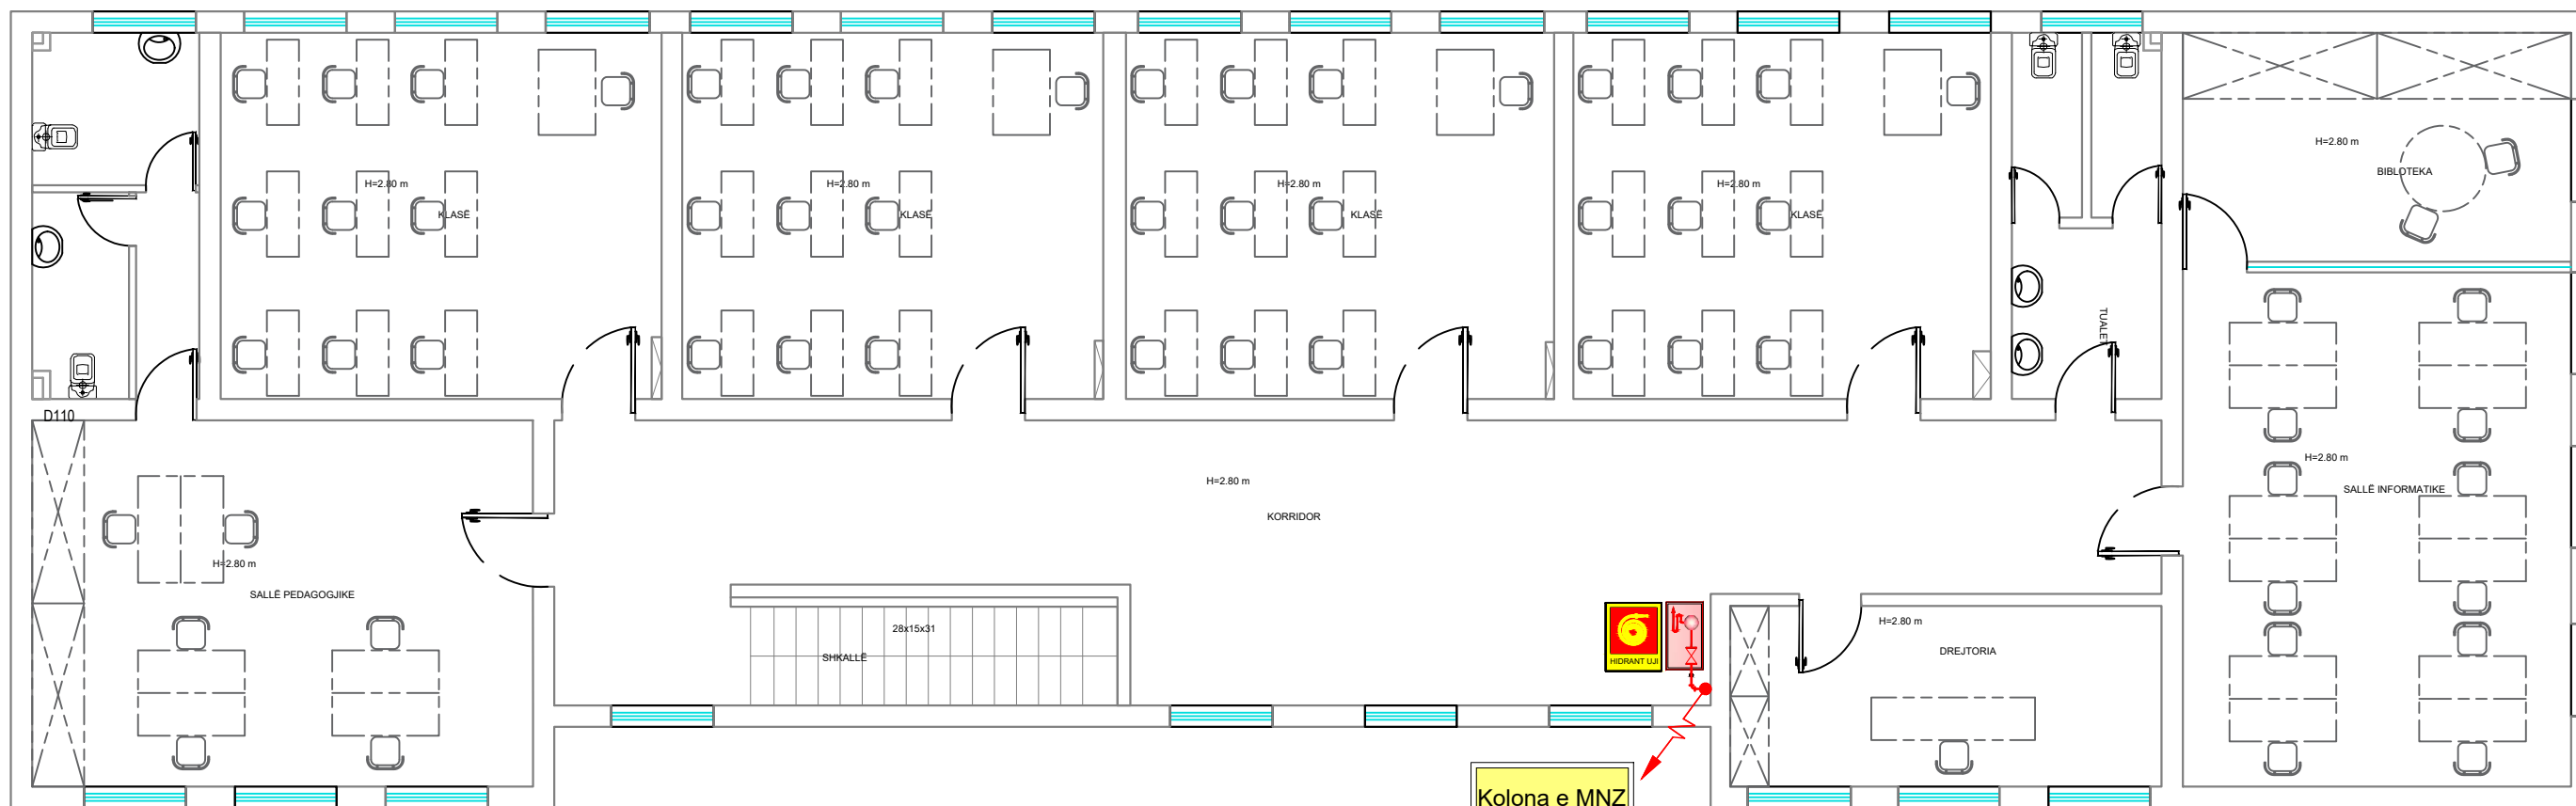 H=2.80 m
KLASË
H=2.80 m
KLASË
H=2.80 m
KLASË
H=2.80 m
KLASË
H=2.80 m
BIBLOTEKA
TUALET
D110
H=2.80 m
SALLË INFORMATIKE
H=2.80 m
KORRIDOR
H=2.80 m
SALLË PEDAGOGJIKE
28x15x31
SHKALLË
HIDRANT UJI
H=2.80 m
DREJTORIA
Kolona e MNZ